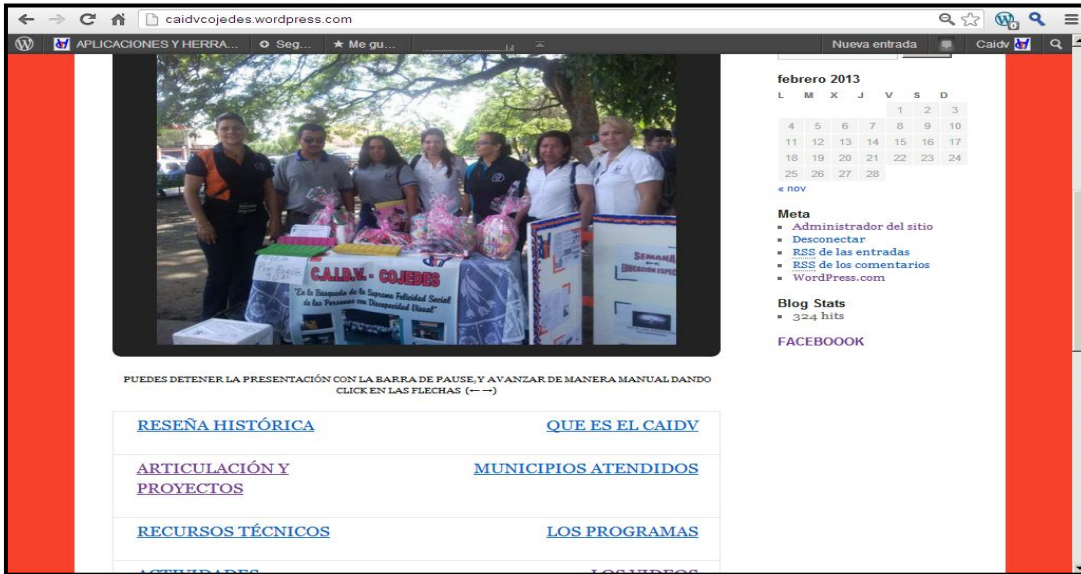 caidvcojedes.wordpress.com
APLICACIONES Y HERRA... Seg... Me gu... Nueva entrada Caidv
febrero 2013
L M X J V S D
1 2 3
4 5 6 7 8 9 10
11 12 13 14 15 16 17
18 19 20 21 22 23 24
25 26 27 28
« nov
Meta
Administrador del sitio
Desconectar
RSS de las entradas
RSS de los comentarios
WordPress.com
Blog Stats
324 hits
FACEBOOOK
C.A.I.D.V. - COJEDES
"En la Búsqueda de la Suprema Felicidad Social
de las Personas con Discapacidad Visual"
SEMANA
EDUCACIÓN ESPEC
PUEDES DETENER LA PRESENTACIÓN CON LA BARRA DE PAUSE,Y AVANZAR DE MANERA MANUAL DANDO
CLICK EN LAS FLECHAS (←→)
RESEÑA HISTÓRICA QUE ES EL CAIDV
ARTICULACIÓN Y MUNICIPIOS ATENDIDOS
PROYECTOS
RECURSOS TÉCNICOS LOS PROGRAMAS
ACTIVIDADES LOS VIDEOS